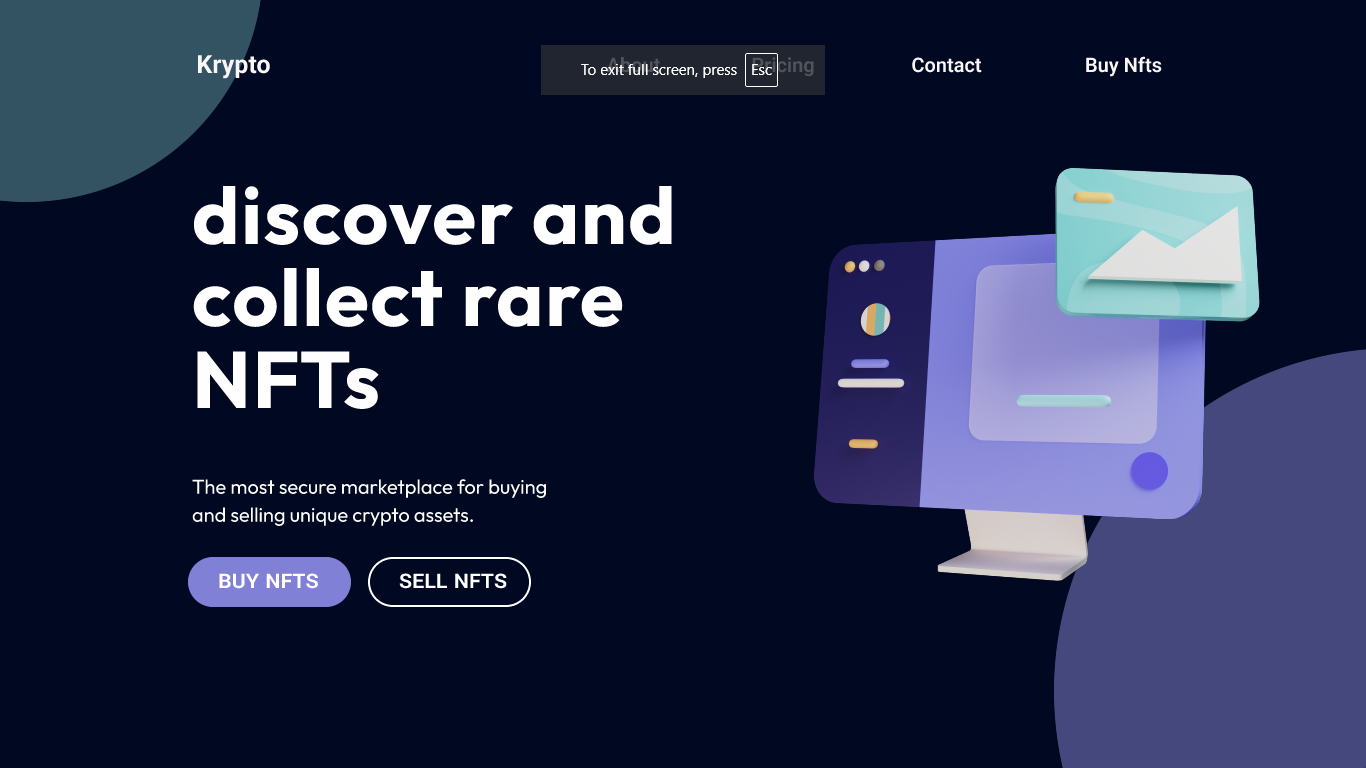 Krypto
About
Pricing
To exit full screen, press Esc
Contact
Buy Nfts
discover and
collect rare
NFTs
The most secure marketplace for buying
and selling unique crypto assets.
BUY NFTS
SELL NFTS